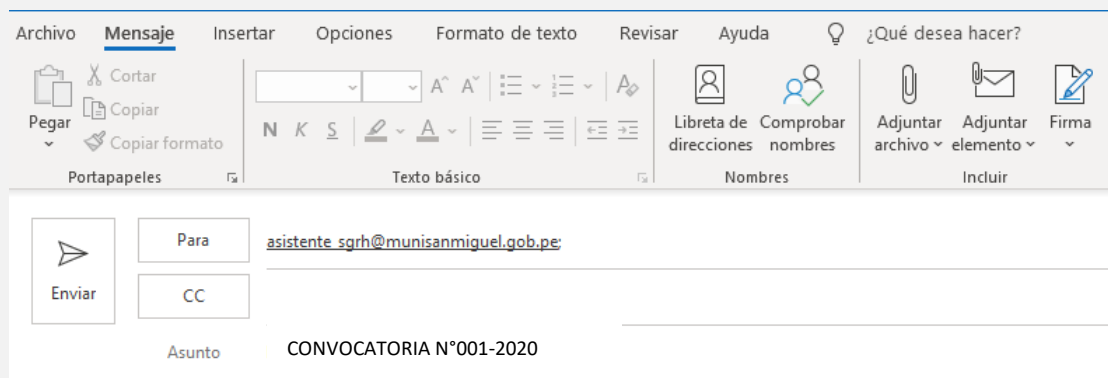 Archivo Mensaje Insertar Opciones Formato de texto Revisar Ayuda ¿Qué desea hacer?
Pegar
Cortar
Copiar
Copiar formato
Portapapeles
N K S A
Texto básico
Libreta de direcciones
Comprobar nombres
Nombres
Adjuntar archivo
Adjuntar elemento
Firma
Incluir
Enviar
Para asistente sgrh@munisanmiguel.gob.pe;
CC
Asunto CONVOCATORIA N°001-2020